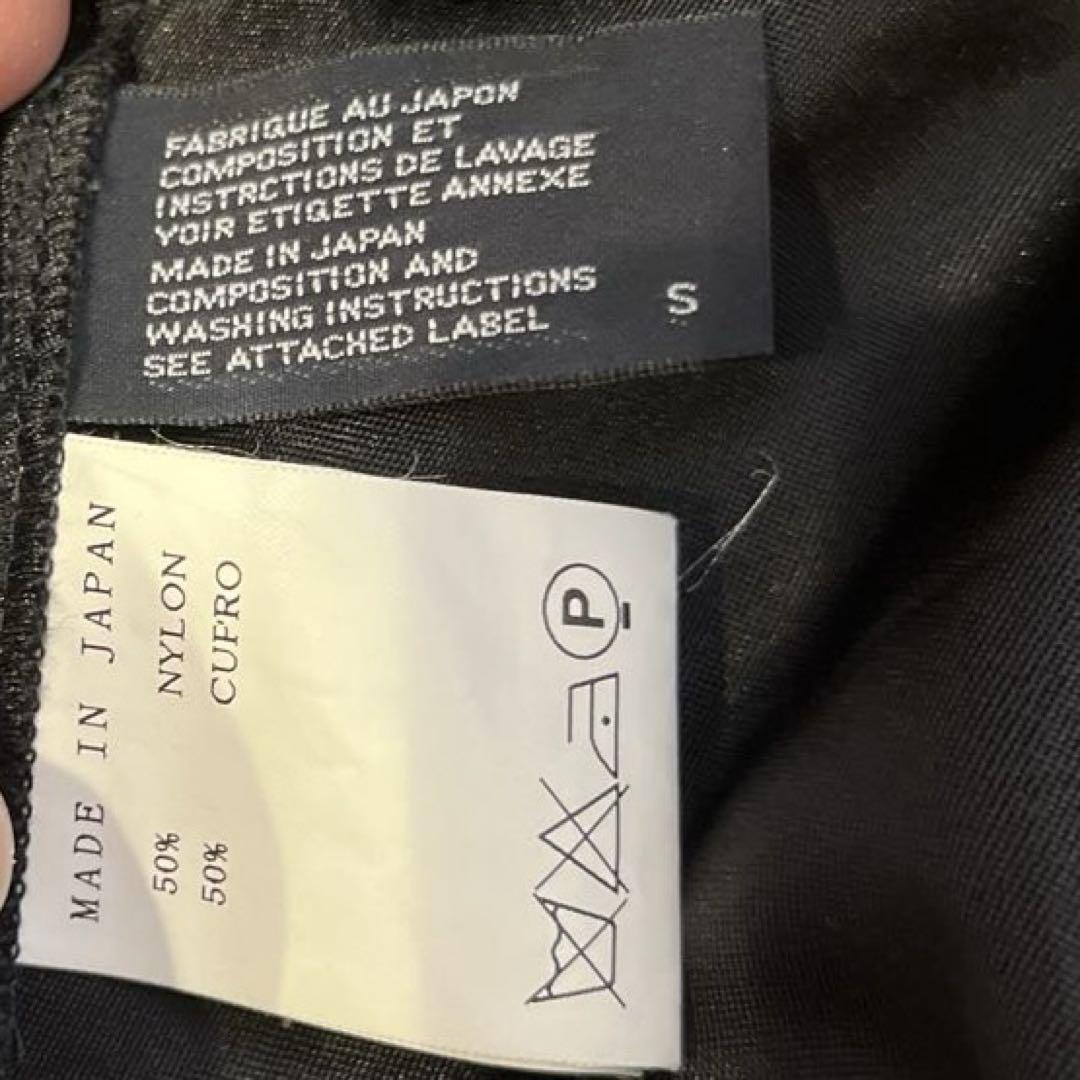 FABRIQUE AU JAPON
COMPOSITION ET
INSTRCTIONS DE LAVAGE
VOIR ETIQETTE ANNEXE
MADE IN JAPAN
COMPOSITION AND
WASHING INSTRUCTIONS
SEE ATTACHED LABEL
S
MADE IN JAPAN
50% NYLON
50% CUPRO
P